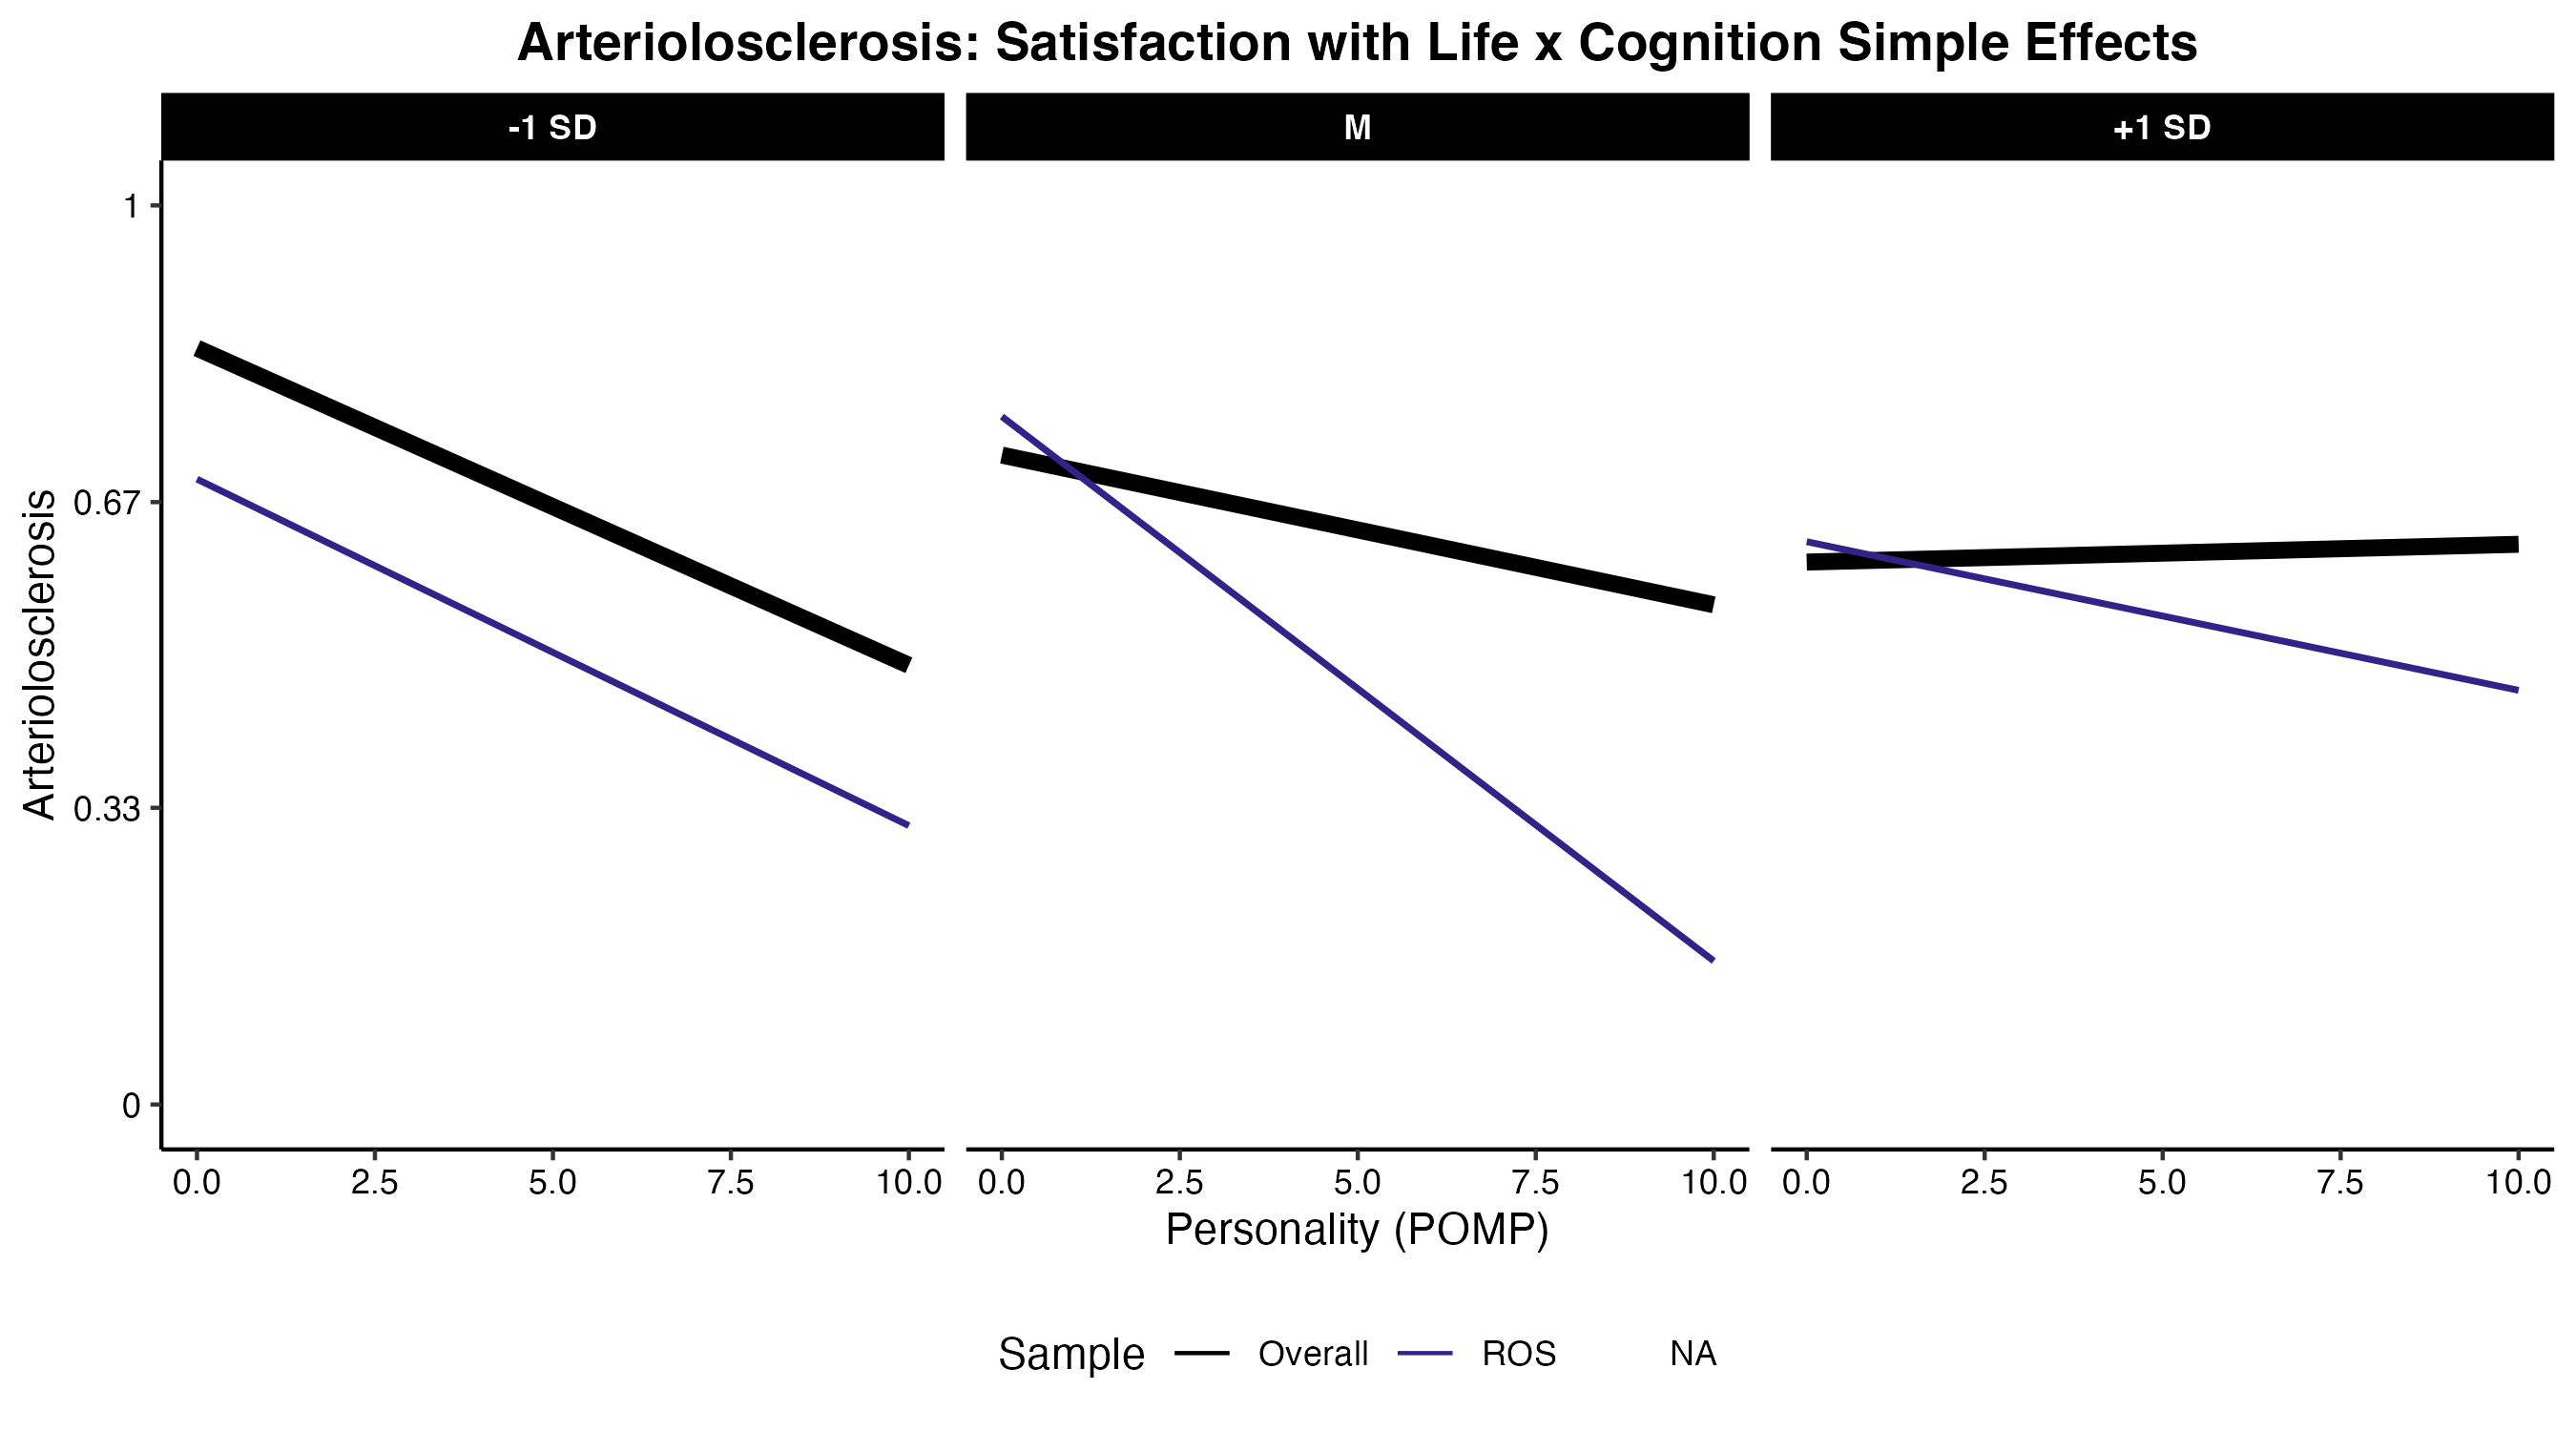 Arteriolosclerosis: Satisfaction with Life x Cognition Simple Effects
-1 SD
M
+1 SD
Arteriolosclerosis
1
0.67
0.33
0
0.0 2.5 5.0 7.5 10.0
0.0 2.5 5.0 7.5 10.0
0.0 2.5 5.0 7.5 10.0
Personality (POMP)
Sample Overall ROS NA